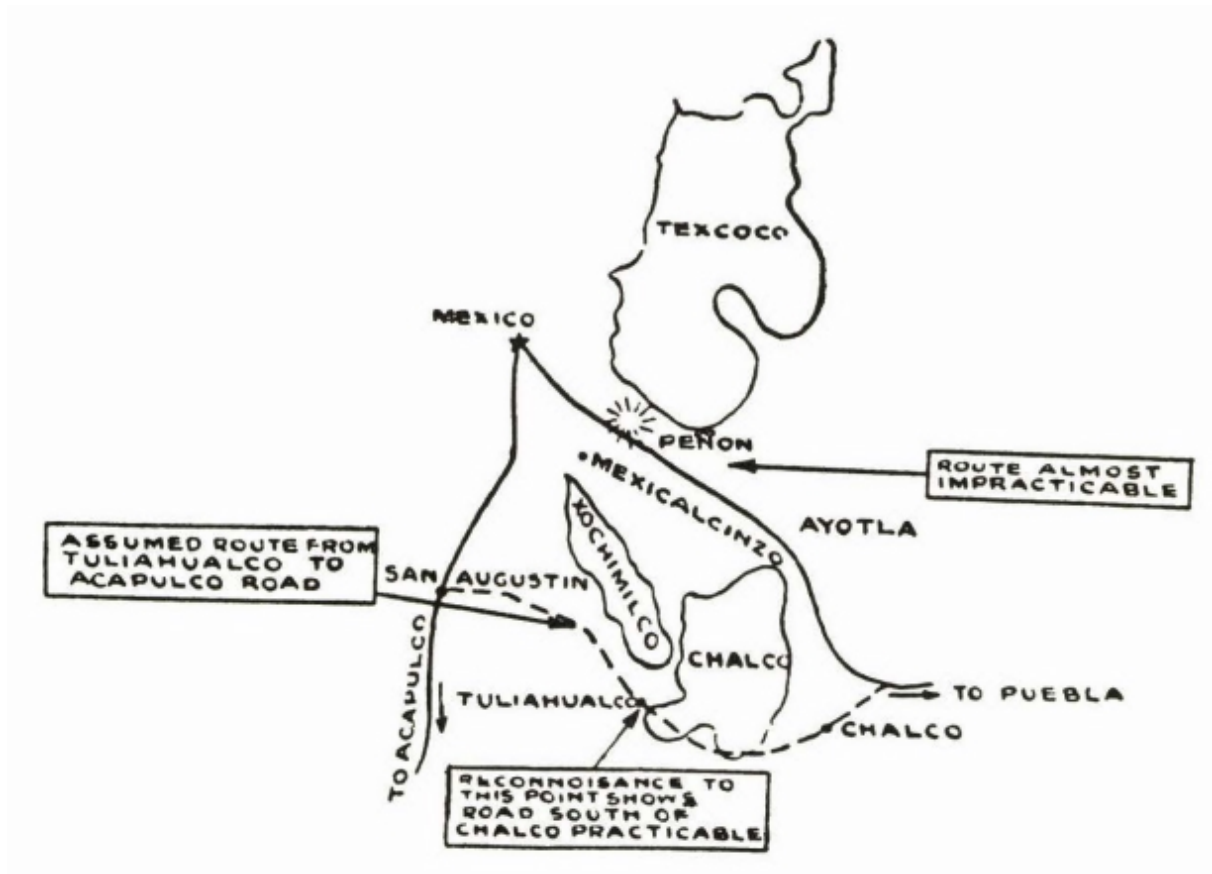 TEXCOCO
MEXICO
PEÑON
MEXICALCINZO
ROUTE ALMOST
IMPRACTICABLE
AYOTLA
XOCHIMILCO
ASSUMED ROUTE FROM
TULIAHUALCO TO
ACAPULCO ROAD
SAN AUGUSTIN
CHALCO
TO ACAPULCO
TULIAHUALCO
TO PUEBLA
CHALCO
RECONNOISANCE TO
THIS POINT SHOWS
ROAD SOUTH OF
CHALCO PRACTICABLE